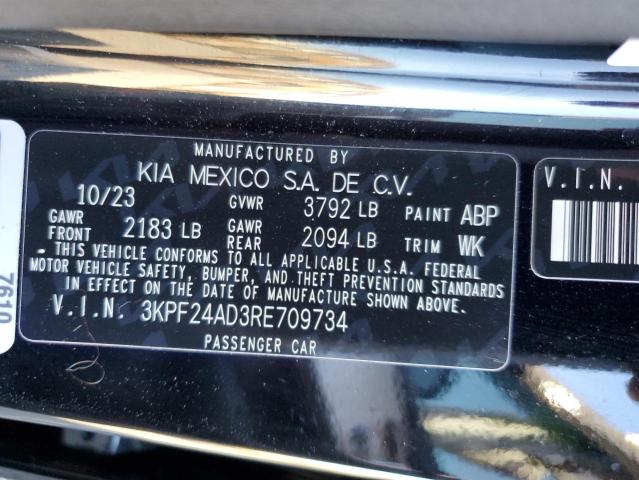 MANUFACTURED BY
KIA MEXICO S.A. DE C.V.
10/23 GVWR 3792 LB PAINT ABP
GAWR FRONT 2183 LB GAWR REAR 2094 LB TRIM WK
- THIS VEHICLE CONFORMS TO ALL APPLICABLE U.S.A. FEDERAL
MOTOR VEHICLE SAFETY, BUMPER, AND THEFT PREVENTION STANDARDS
IN EFFECT ON THE DATE OF MANUFACTURE SHOWN ABOVE.
V.I.N. 3KPF24AD3RE709734
PASSENGER CAR
V.I.N.
7610